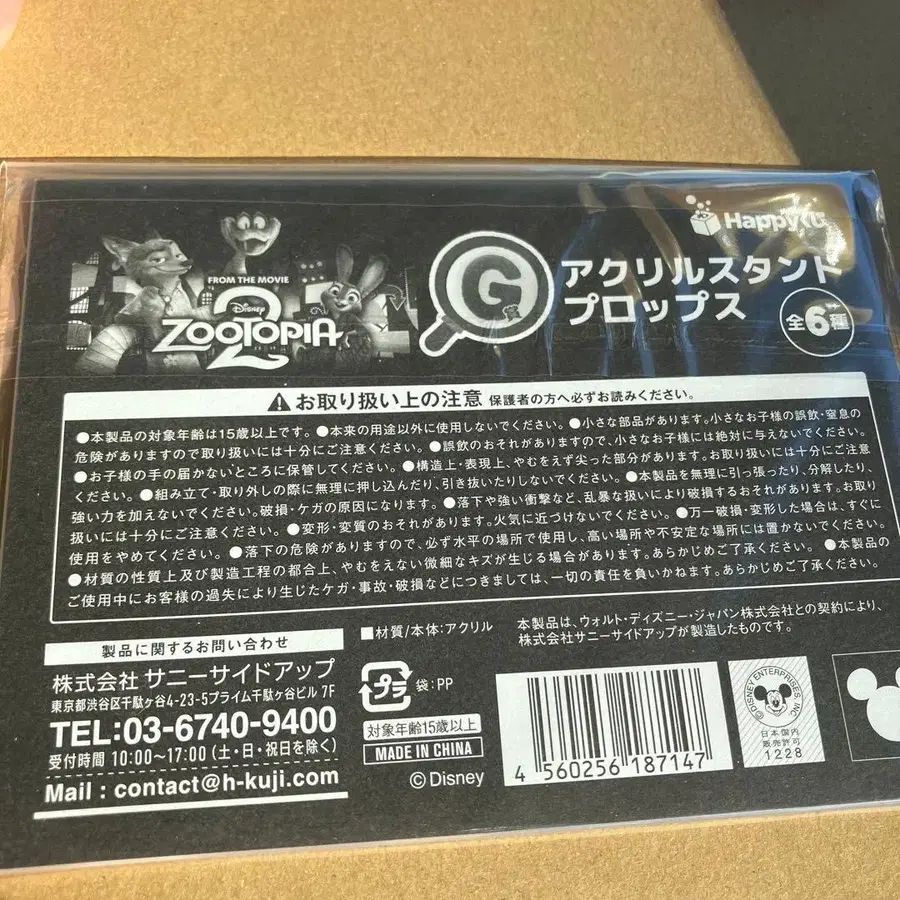 Happyくじ
FROM THE MOVIE
Disney
ZOOTOPIA
2
G
アクリルスタンド
プロップス
全6種
お取り扱い上の注意 保護者の方へ必ずお読みください。
●本製品の対象年齢は15歳以上です。●本来の用途以外に使用しないでください。●小さな部品があります。小さなお子様の誤飲・窒息の
危険がありますので取り扱いには十分にご注意ください。●誤飲のおそれがありますので、小さなお子様には絶対に与えないでください。
●お子様の手の届かないところに保管してください。●構造上・表現上、やむをえず尖った部分があります。お取り扱いには十分にご注意
ください。●組み立て・取り外しの際に無理に押し込んだり、引き抜いたりしないでください。●本製品を無理に引っ張ったり、分解したり、
強い力を加えないでください。破損・ケガの原因になります。●落下や強い衝撃など、乱暴な扱いにより破損するおそれがあります。お取り
扱いには十分にご注意ください。●変形・変質のおそれがあります。火気に近づけないでください。●万一破損・変形した場合は、すぐに
使用をやめてください。●落下の危険がありますので、必ず水平の場所で使用し、高い場所や不安定な場所には置かないでください。
●材質の性質上及び製造工程の都合上、やむをえない微細なキズが生じる場合があります。あらかじめご了承ください。●本製品の
ご使用中にお客様の過失により生じたケガ・事故・破損などにつきましては、一切の責任を負いかねます。あらかじめご了承ください。
製品に関するお問い合わせ
株式会社 サニーサイドアップ
東京都渋谷区千駄ヶ谷4-23-5プライム千駄ヶ谷ビル 7F
TEL:03-6740-9400
受付時間 10:00〜17:00 (土・日・祝日を除く)
Mail : contact@h-kuji.com
■材質/本体:アクリル
プラ 袋:PP
対象年齢15歳以上
MADE IN CHINA
©Disney
本製品は、ウォルト・ディズニー・ジャパン株式会社との契約により、
株式会社サニーサイドアップが製造したものです。
4 560256 187147
©DISNEY ENTERPRISES, INC.
日本国内
販売許可
1228